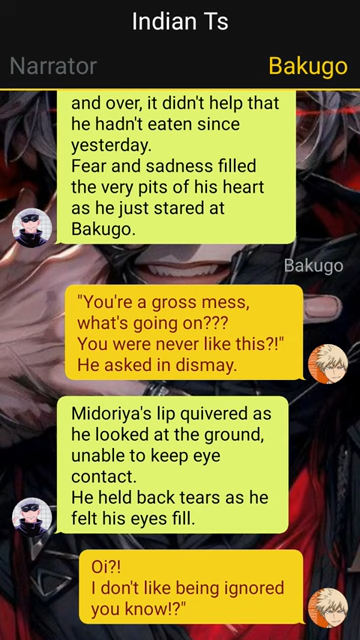 Indian Ts
Narrator
Bakugo
and over, it didn't help that
he hadn't eaten since
yesterday.
Fear and sadness filled
the very pits of his heart
as he just stared at
Bakugo.
Bakugo
"You're a gross mess,
what's going on???
You were never like this?!"
He asked in dismay.
Midoriya's lip quivered as
he looked at the ground,
unable to keep eye
contact.
He held back tears as he
felt his eyes fill.
Oi?!
I don't like being ignored
you know!?"